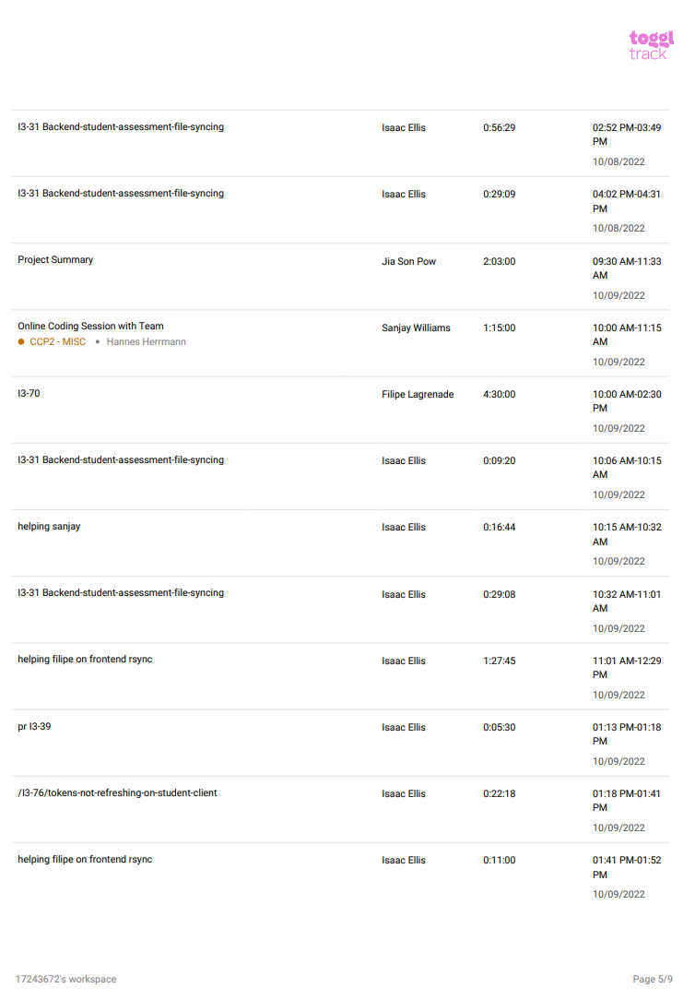 toggl
track
I3-31 Backend-student-assessment-file-syncing Isaac Ellis 0:56:29 02:52 PM-03:49
PM
10/08/2022
I3-31 Backend-student-assessment-file-syncing Isaac Ellis 0:29:09 04:02 PM-04:31
PM
10/08/2022
Project Summary Jia Son Pow 2:03:00 09:30 AM-11:33
AM
10/09/2022
Online Coding Session with Team Sanjay Williams 1:15:00 10:00 AM-11:15
● CCP2 - MISC • Hannes Herrmann AM
10/09/2022
I3-70 Filipe Lagrenade 4:30:00 10:00 AM-02:30
PM
10/09/2022
I3-31 Backend-student-assessment-file-syncing Isaac Ellis 0:09:20 10:06 AM-10:15
AM
10/09/2022
helping sanjay Isaac Ellis 0:16:44 10:15 AM-10:32
AM
10/09/2022
I3-31 Backend-student-assessment-file-syncing Isaac Ellis 0:29:08 10:32 AM-11:01
AM
10/09/2022
helping filipe on frontend rsync Isaac Ellis 1:27:45 11:01 AM-12:29
PM
10/09/2022
pr I3-39 Isaac Ellis 0:05:30 01:13 PM-01:18
PM
10/09/2022
/I3-76/tokens-not-refreshing-on-student-client Isaac Ellis 0:22:18 01:18 PM-01:41
PM
10/09/2022
helping filipe on frontend rsync Isaac Ellis 0:11:00 01:41 PM-01:52
PM
10/09/2022
17243672's workspace Page 5/9